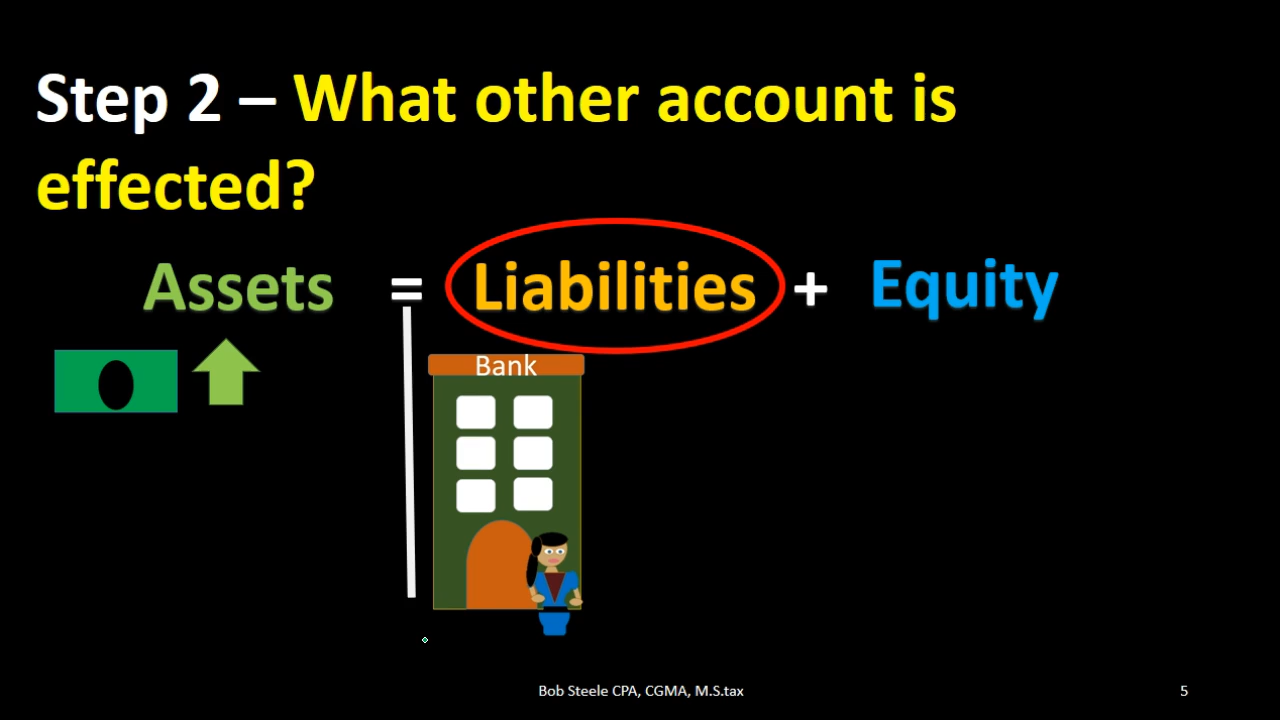 Step 2 – What other account is
effected?
Assets = Liabilities + Equity
Bank
Bob Steele CPA, CGMA, M.S.tax 5